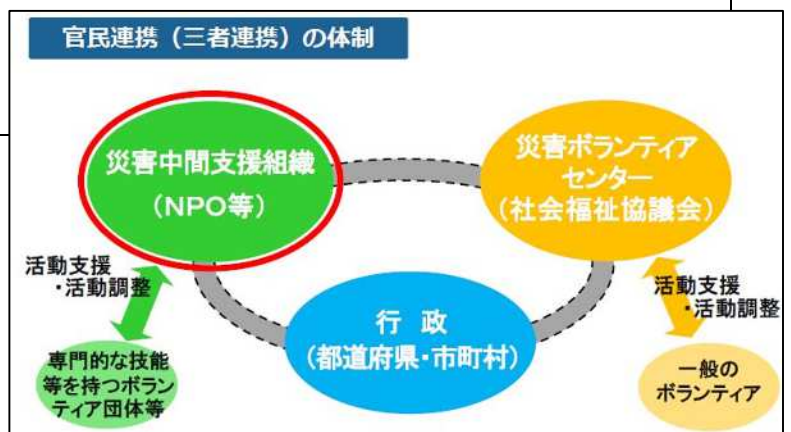 官民連携（三者連携）の体制
災害中間支援組織
（NPO等）
災害ボランティア
センター
（社会福祉協議会）
活動支援
・活動調整
行 政
（都道府県・市町村）
活動支援
・活動調整
専門的な技能
等を持つボラン
ティア団体等
一般の
ボランティア